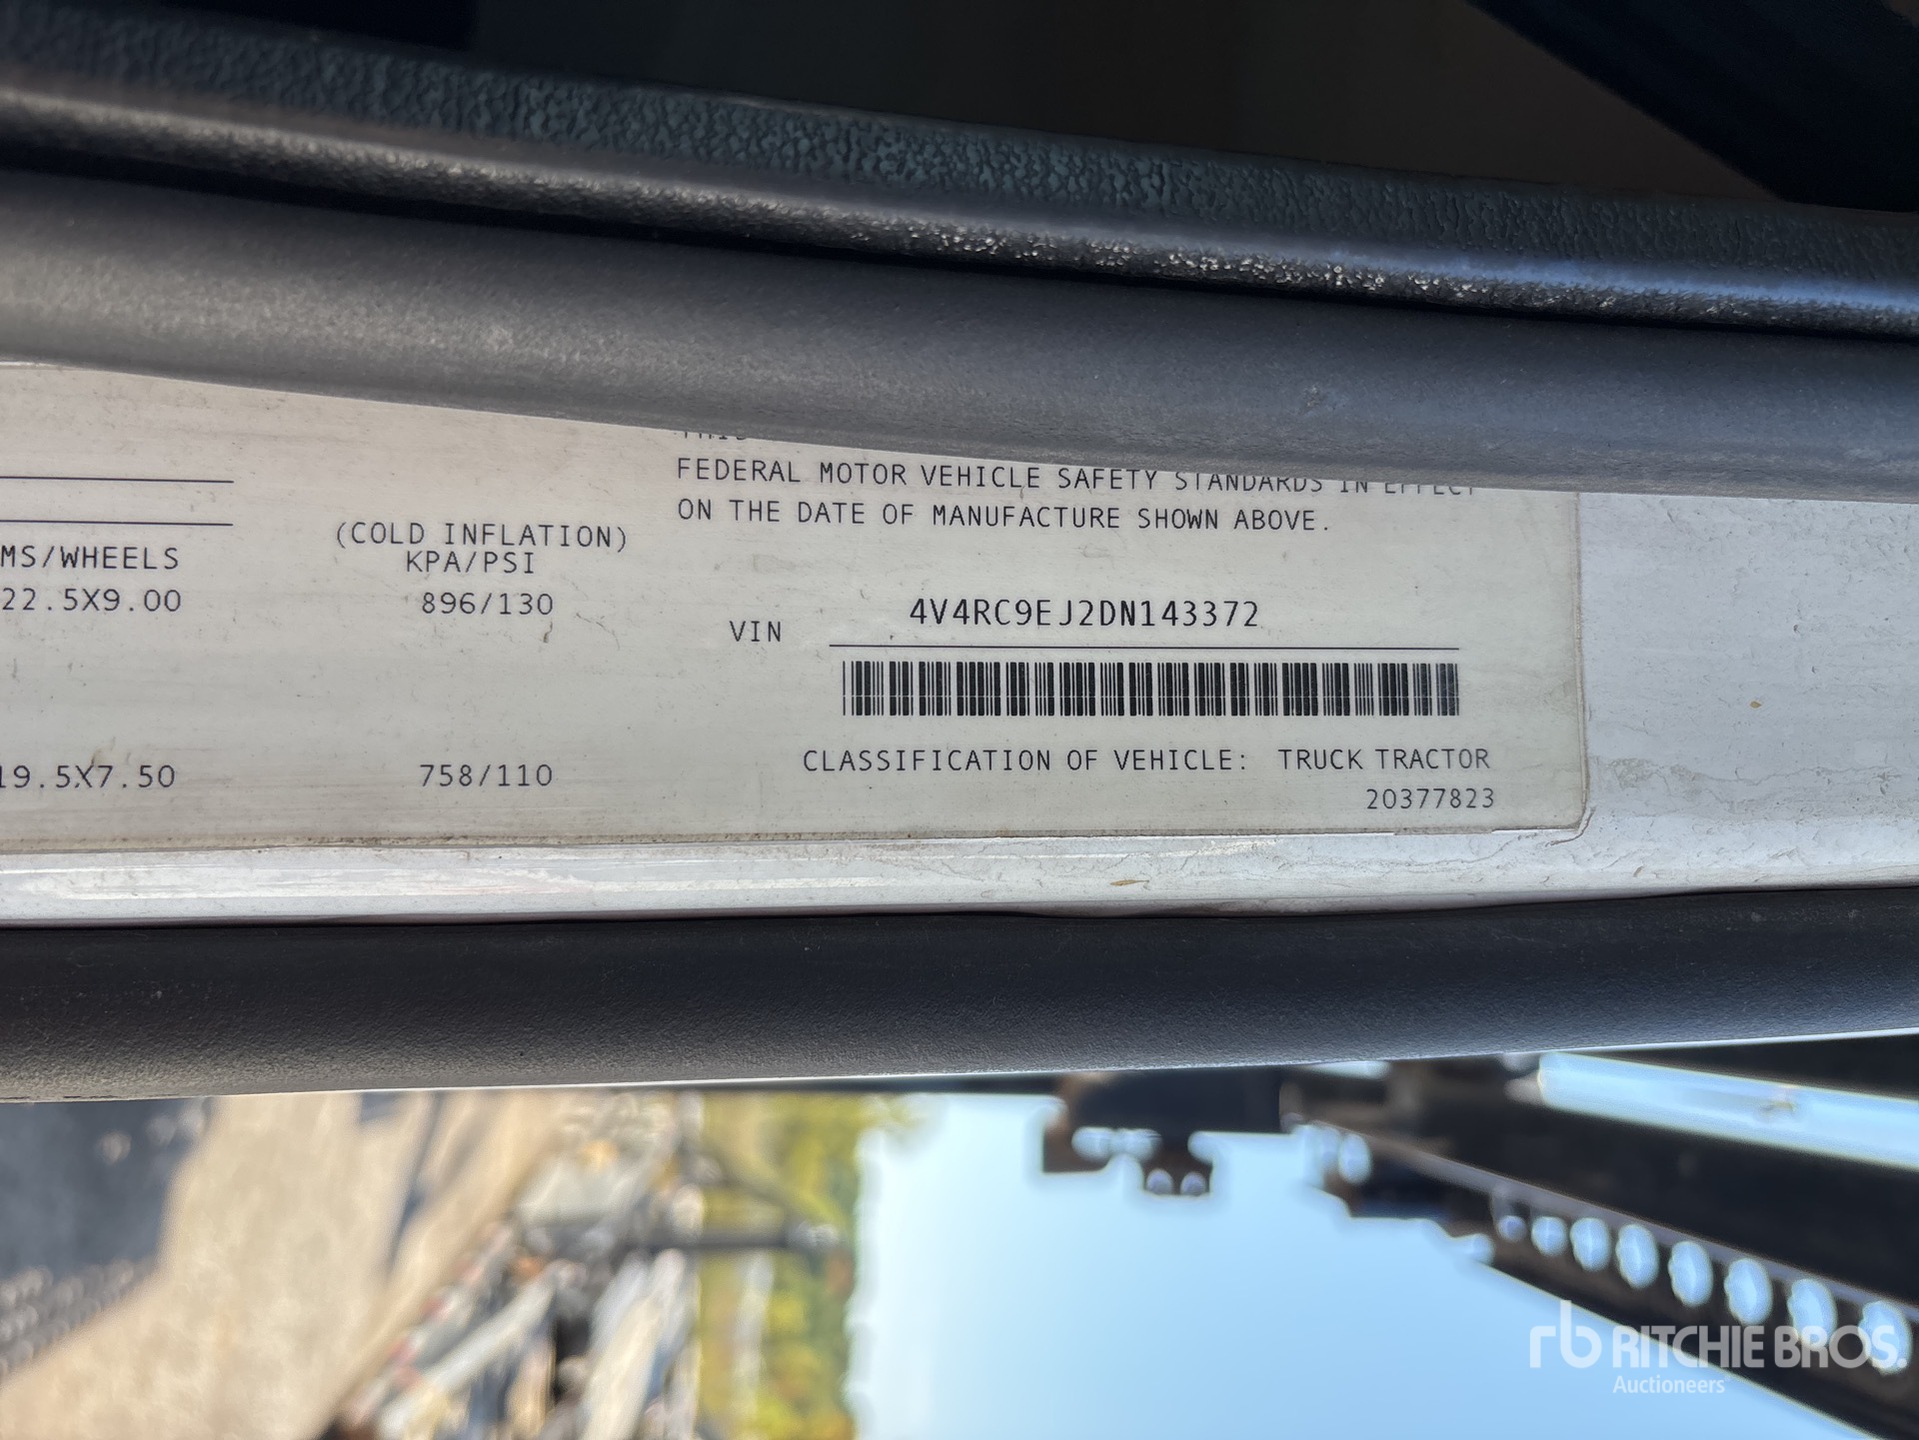 FEDERAL MOTOR VEHICLE SAFETY STANDARDS IN EFFECT
ON THE DATE OF MANUFACTURE SHOWN ABOVE.
(COLD INFLATION)
MS/WHEELS KPA/PSI
22.5X9.00 896/130
VIN 4V4RC9EJ2DN143372
19.5X7.50 758/110
CLASSIFICATION OF VEHICLE: TRUCK TRACTOR
20377823
rb RITCHIE BROS.
Auctioneers